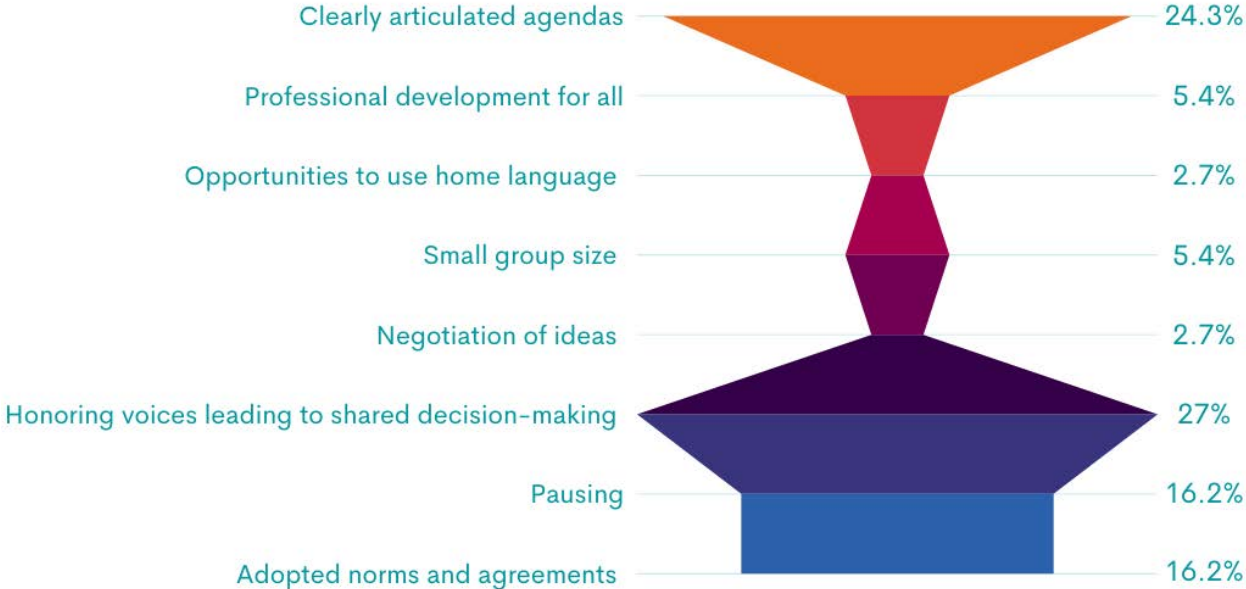 Clearly articulated agendas 24.3%
Professional development for all 5.4%
Opportunities to use home language 2.7%
Small group size 5.4%
Negotiation of ideas 2.7%
Honoring voices leading to shared decision-making 27%
Pausing 16.2%
Adopted norms and agreements 16.2%